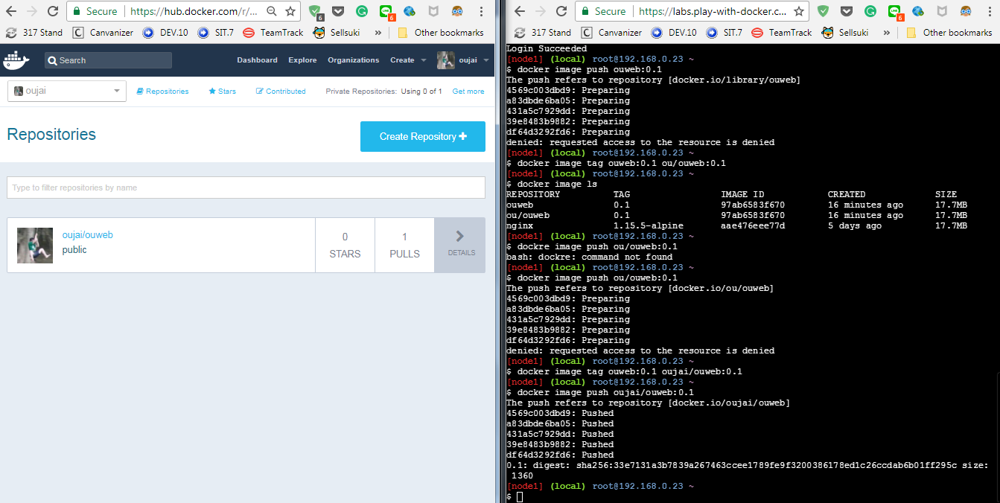 Secure https://hub.docker.com/r/...
6
6
317 Stand C Canvanizer DEV.10 SIT.7 TeamTrack Sellsuki » Other bookmarks
Search Dashboard Explore Organizations Create oujai
oujai Repositories Stars Contributed Private Repositories: Using 0 of 1 Get more
Repositories
Create Repository
Type to filter repositories by name
oujai/ouweb
public
0
STARS
1
PULLS
DETAILS
Secure https://labs.play-with-docker.c...
6
317 Stand C Canvanizer DEV.10 SIT.7 TeamTrack Sellsuki » Other bookmarks
Login Succeeded
[node1] (local) root@192.168.0.23 ~
$ docker image push ouweb:0.1
The push refers to repository [docker.io/library/ouweb]
4569c003dbd9: Preparing
a83dbde6ba05: Preparing
431a5c7929dd: Preparing
39e8483b9882: Preparing
df64d3292fd6: Preparing
denied: requested access to the resource is denied
[node1] (local) root@192.168.0.23 ~
$ docker image tag ouweb:0.1 ou/ouweb:0.1
[node1] (local) root@192.168.0.23 ~
$ docker image ls
REPOSITORY TAG IMAGE ID CREATED SIZE
ouweb 0.1 97ab6583f670 16 minutes ago 17.7MB
ou/ouweb 0.1 97ab6583f670 16 minutes ago 17.7MB
nginx 1.15.5-alpine aae476eee77d 5 days ago 17.7MB
[node1] (local) root@192.168.0.23 ~
$ dockre image push ou/ouweb:0.1
bash: dockre: command not found
[node1] (local) root@192.168.0.23 ~
$ docker image push ou/ouweb:0.1
The push refers to repository [docker.io/ou/ouweb]
4569c003dbd9: Preparing
a83dbde6ba05: Preparing
431a5c7929dd: Preparing
39e8483b9882: Preparing
df64d3292fd6: Preparing
denied: requested access to the resource is denied
[node1] (local) root@192.168.0.23 ~
$ docker image tag ouweb:0.1 oujai/ouweb:0.1
[node1] (local) root@192.168.0.23 ~
$ docker image push oujai/ouweb:0.1
The push refers to repository [docker.io/oujai/ouweb]
4569c003dbd9: Pushed
a83dbde6ba05: Pushed
431a5c7929dd: Pushed
39e8483b9882: Pushed
df64d3292fd6: Pushed
0.1: digest: sha256:33e7131a3b7839a267463ccee1789fe9f3200386178ed1c26ccdab6b01ff295c size:
1360
[node1] (local) root@192.168.0.23 ~
$